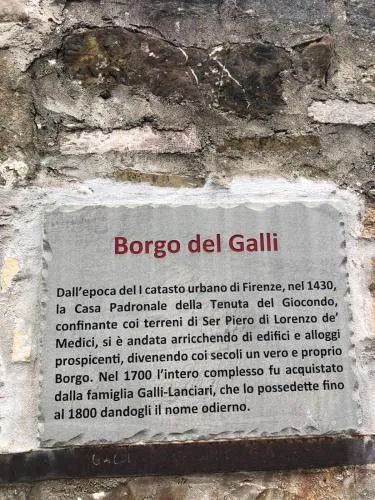 Borgo del Galli
Dall'epoca del I catasto urbano di Firenze, nel 1430,
la Casa Padronale della Tenuta del Giocondo,
confinante coi terreni di Ser Piero di Lorenzo de'
Medici, si è andata arricchendo di edifici e alloggi
prospicenti, divenendo coi secoli un vero e proprio
Borgo. Nel 1700 l'intero complesso fu acquistato
dalla famiglia Galli-Lanciari, che lo possedette fino
al 1800 dandogli il nome odierno.